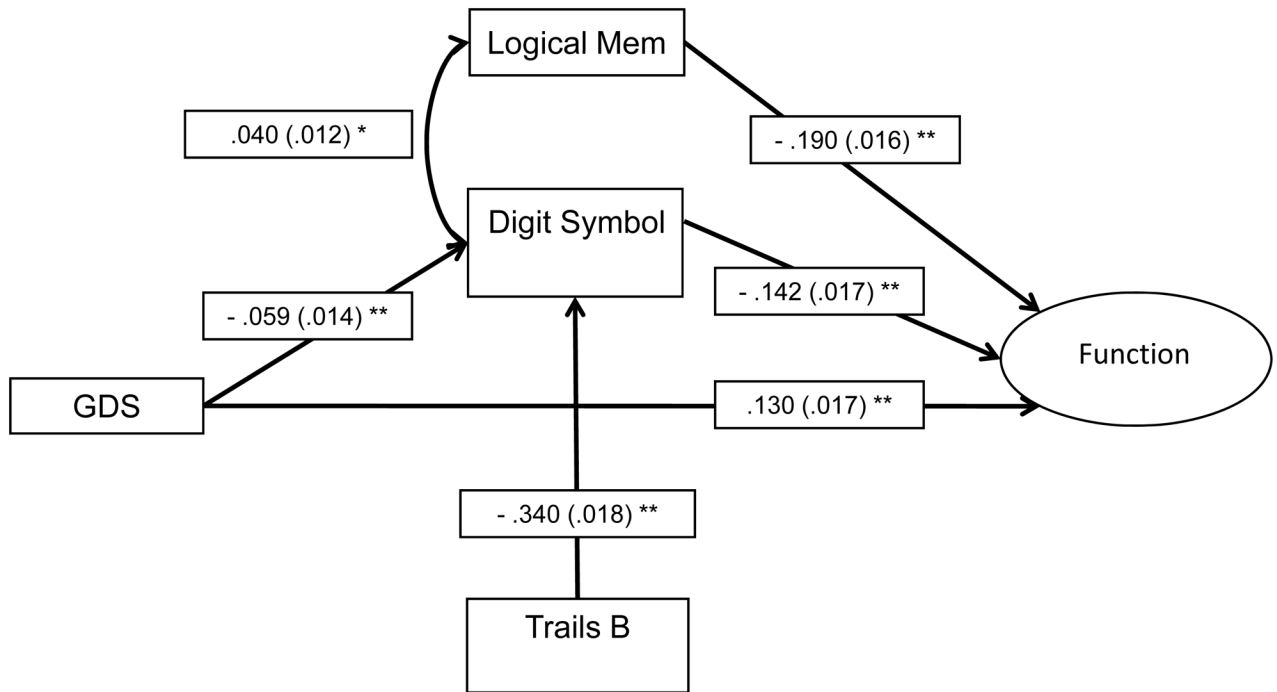 Logical Mem
.040 (.012) *
- .190 (.016) **
Digit Symbol
- .142 (.017) **
- .059 (.014) **
Function
GDS
.130 (.017) **
- .340 (.018) **
Trails B